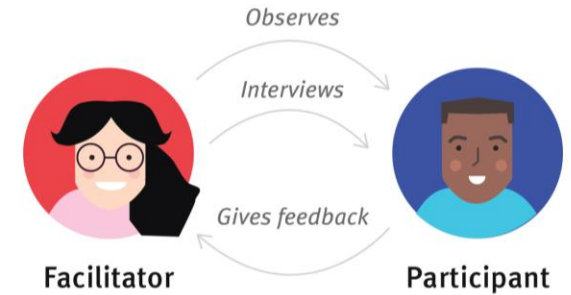 Observes
Interviews
Gives feedback
Facilitator
Participant